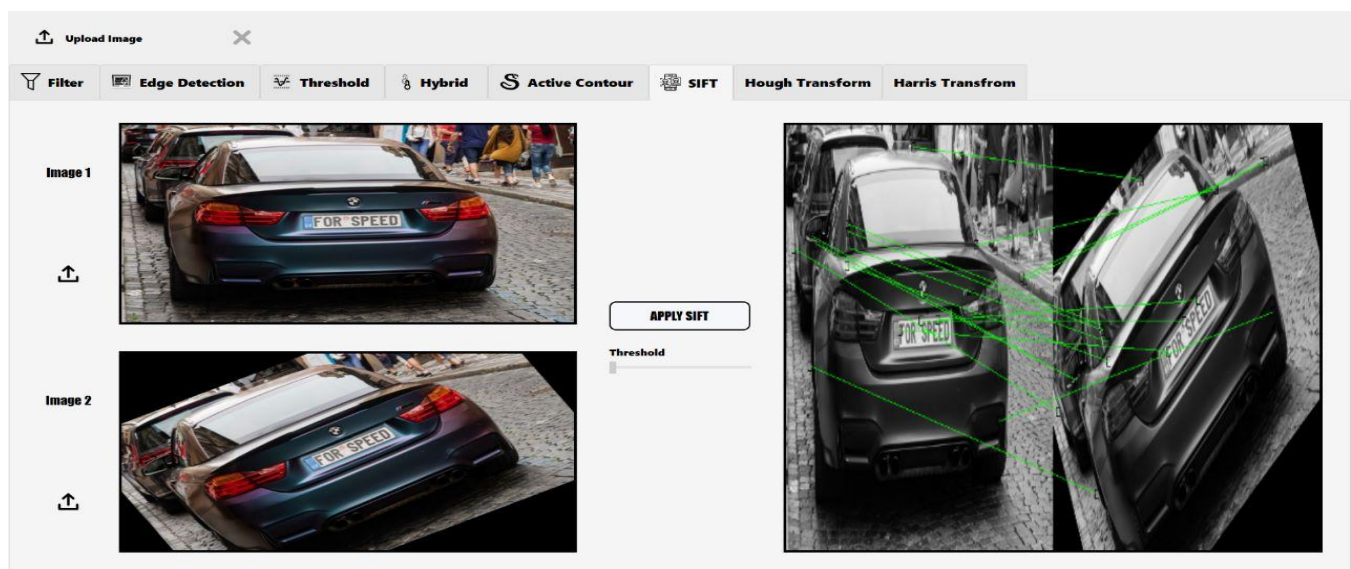 Upload Image
Filter Edge Detection Threshold Hybrid Active Contour SIFT Hough Transform Harris Transfrom
Image 1
FOR SPEED
APPLY SIFT
Threshold
Image 2
FOR SPEED
FOR SPEED
FOR SPEED